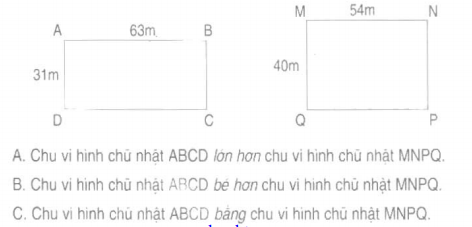 M 54m N
A 63m B
31m
40m
D C Q P
A. Chu vi hình chữ nhật ABCD lớn hơn chu vi hình chữ nhật MNPQ.
B. Chu vi hình chữ nhật ABCD bé hơn chu vi hình chữ nhật MNPQ.
C. Chu vi hình chữ nhật ABCD bằng chu vi hình chữ nhật MNPQ.